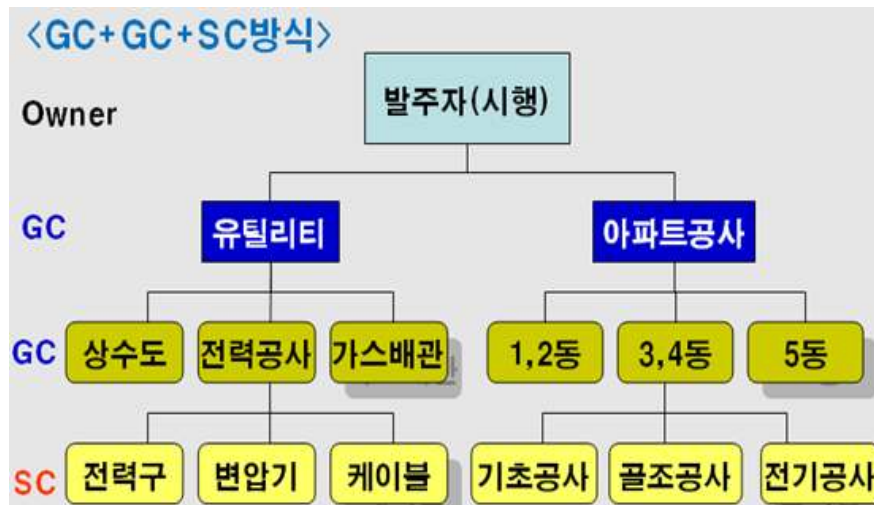 <GC+GC+SC방식>
Owner 발주자(시행)
GC 유틸리티 아파트공사
GC 상수도 전력공사 가스배관 1,2동 3,4동 5동
SC 전력구 변압기 케이블 기초공사 골조공사 전기공사